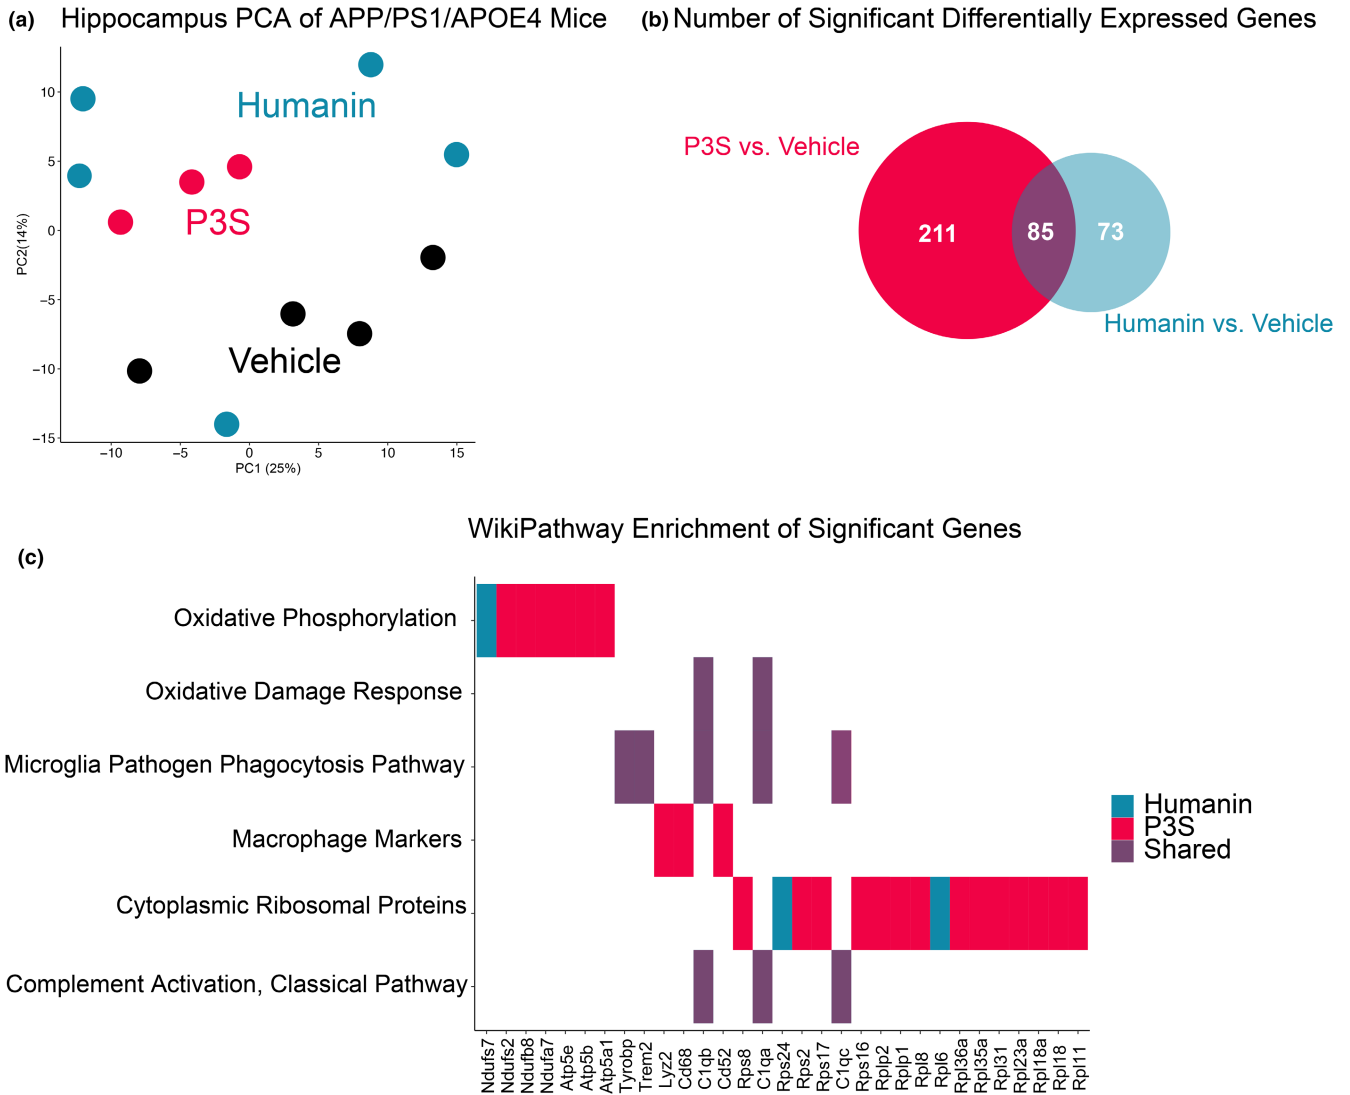 (a) Hippocampus PCA of APP/PS1/APOE4 Mice
10
5
0
−5
−10
−15
PC2(14%)
Humanin
P3S
Vehicle
−10 −5 0 5 10 15
PC1 (25%)
(b) Number of Significant Differentially Expressed Genes
P3S vs. Vehicle
211 85 73
Humanin vs. Vehicle
WikiPathway Enrichment of Significant Genes
(c)
Oxidative Phosphorylation
Oxidative Damage Response
Microglia Pathogen Phagocytosis Pathway
Macrophage Markers
Cytoplasmic Ribosomal Proteins
Complement Activation, Classical Pathway
Humanin
P3S
Shared
Ndufs7
Ndufs2
Ndufb8
Ndufa7
Atp5e
Atp5b
Atp5a1
Tyrobp
Trem2
Lyz2
Cd68
C1qb
Cd52
Rps8
C1qa
Rps24
Rps2
Rps17
C1qc
Rps16
Rplp2
Rplp1
Rpl8
Rpl6
Rpl36a
Rpl35a
Rpl31
Rpl23a
Rpl18a
Rpl18
Rpl11